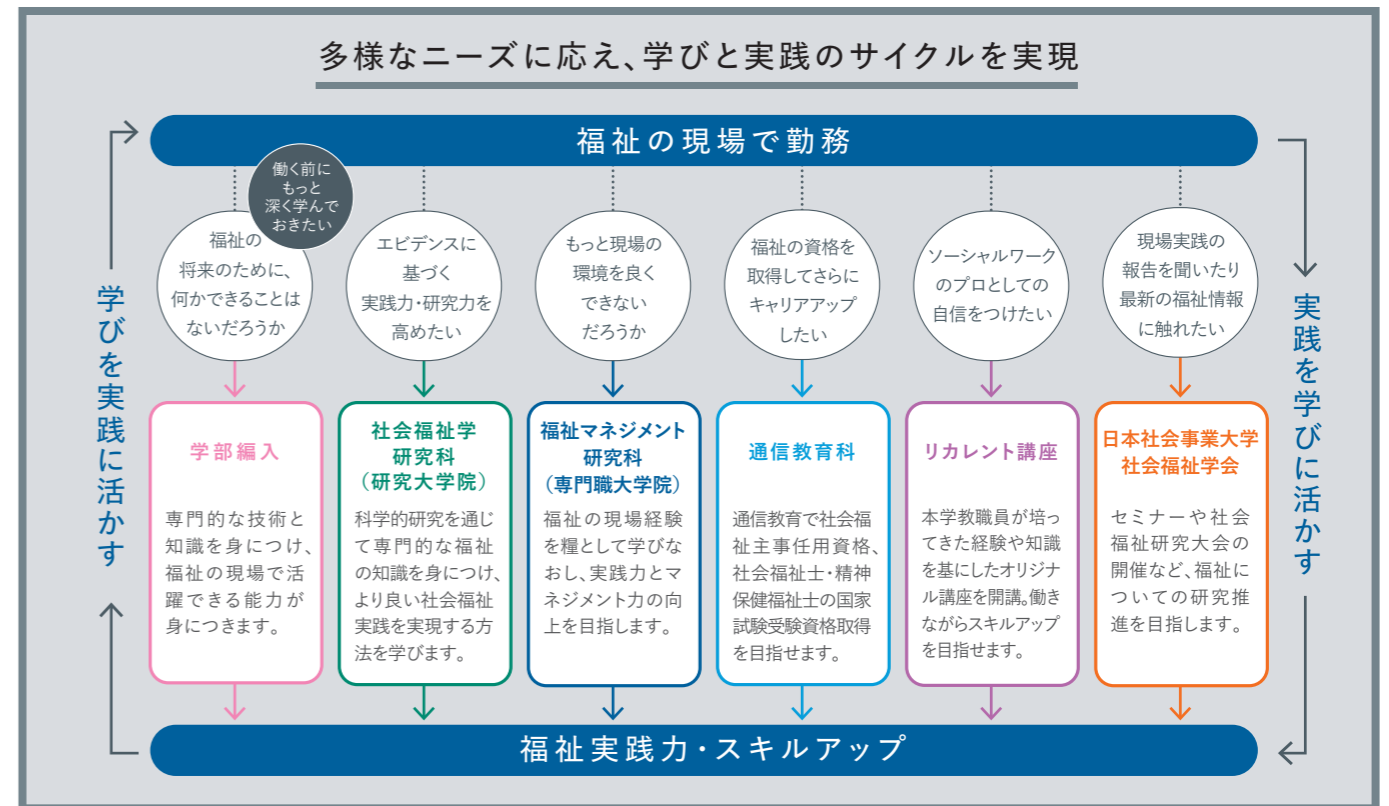 多様なニーズに応え、学びと実践のサイクルを実現
福祉の現場で勤務
働く前に
もっと
深く学んで
おきたい
福祉の
将来のために、
何かできることは
ないだろうか
エビデンスに
基づく
実践力・研究力を
高めたい
もっと現場の
環境を良く
できない
だろうか
福祉の資格を
取得してさらに
キャリアアップ
したい
ソーシャルワーク
のプロとしての
自信をつけたい
現場実践の
報告を聞いたり
最新の福祉情報
に触れたい
学びを実践に活かす
実践を学びに活かす
学部編入
専門的な技術と
知識を身につけ、
福祉の現場で活
躍できる能力が
身につきます。
社会福祉学
研究科
（研究大学院）
科学的研究を通じ
て専門的な福祉
の知識を身につけ、
より良い社会福祉
実践を実現する方
法を学びます。
福祉マネジメント
研究科
（専門職大学院）
福祉の現場経験
を糧として学びな
おし、実践力とマ
ネジメント力の向
上を目指します。
通信教育科
通信教育で社会福
祉主事任用資格、
社会福祉士・精神
保健福祉士の国家
試験受験資格取得
を目指せます。
リカレント講座
本学教職員が培っ
てきた経験や知識
を基にしたオリジナ
ル講座を開講。働き
ながらスキルアップ
を目指せます。
日本社会事業大学
社会福祉学会
セミナーや社会
福祉研究大会の
開催など、福祉に
ついての研究推
進を目指します。
福祉実践力・スキルアップ